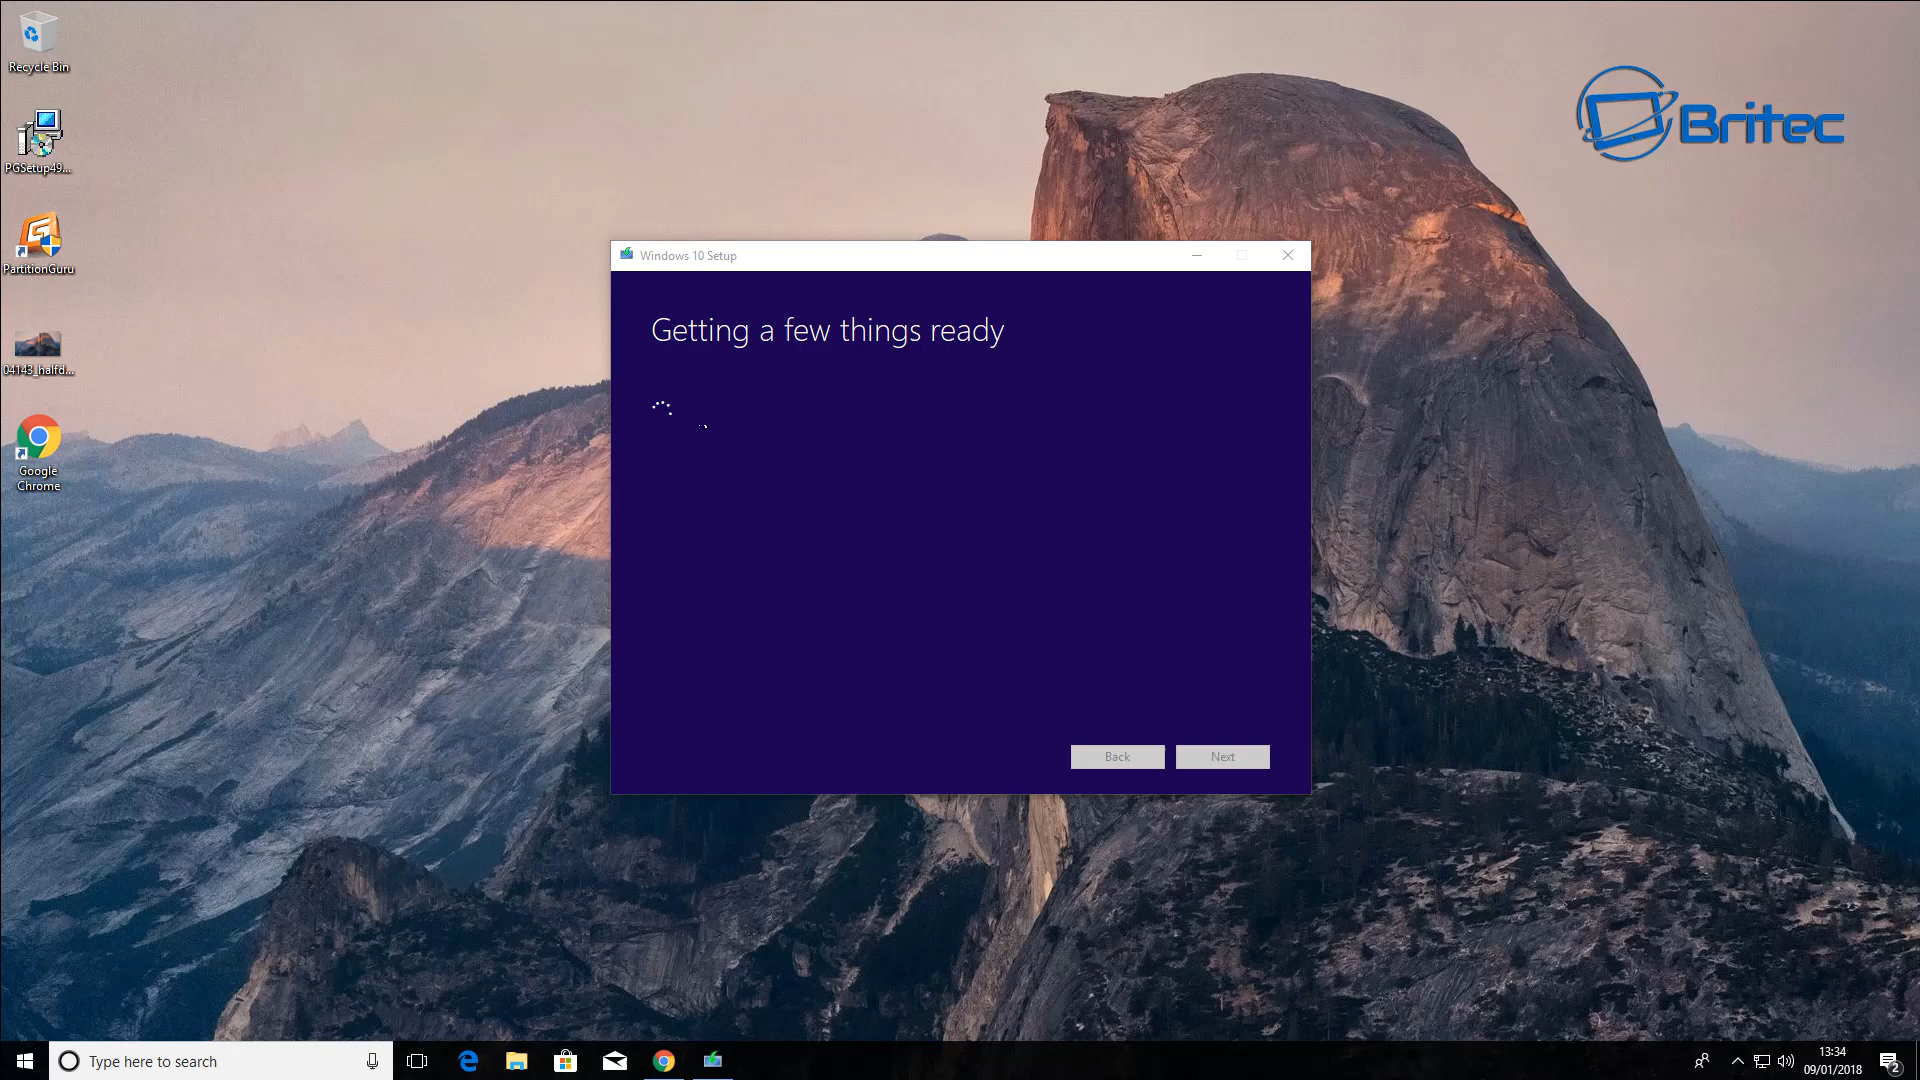 Recycle Bin
PGSetup49...
PartitionGuru
04143_halfd...
Google
Chrome
Britec
Windows 10 Setup
Getting a few things ready
Back
Next
Type here to search
13:34
09/01/2018
2